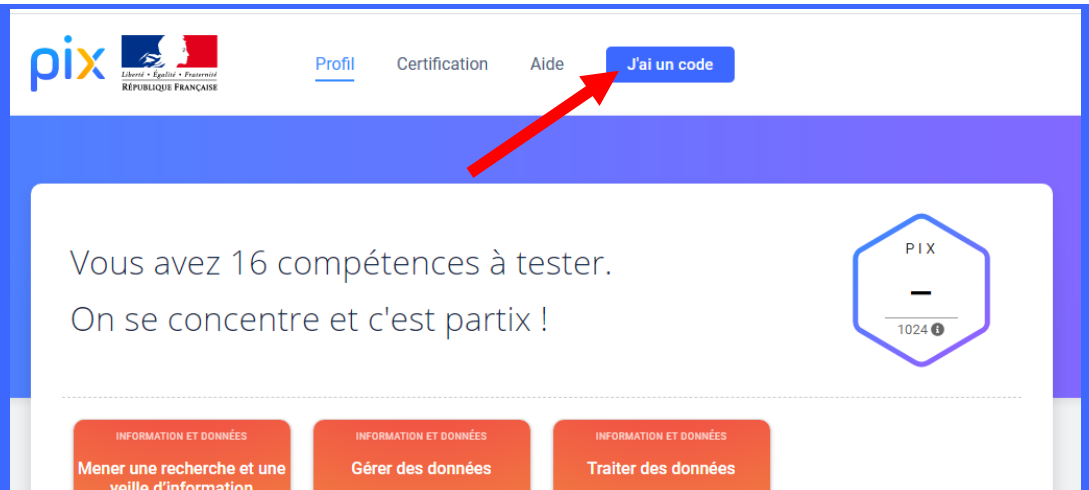 pix
Liberté • Égalité • Fraternité
RÉPUBLIQUE FRANÇAISE
Profil
Certification
Aide
J'ai un code
Vous avez 16 compétences à tester.
On se concentre et c'est partix !
PIX
–
1024
INFORMATION ET DONNÉES
Mener une recherche et une
veille d'information
INFORMATION ET DONNÉES
Gérer des données
INFORMATION ET DONNÉES
Traiter des données